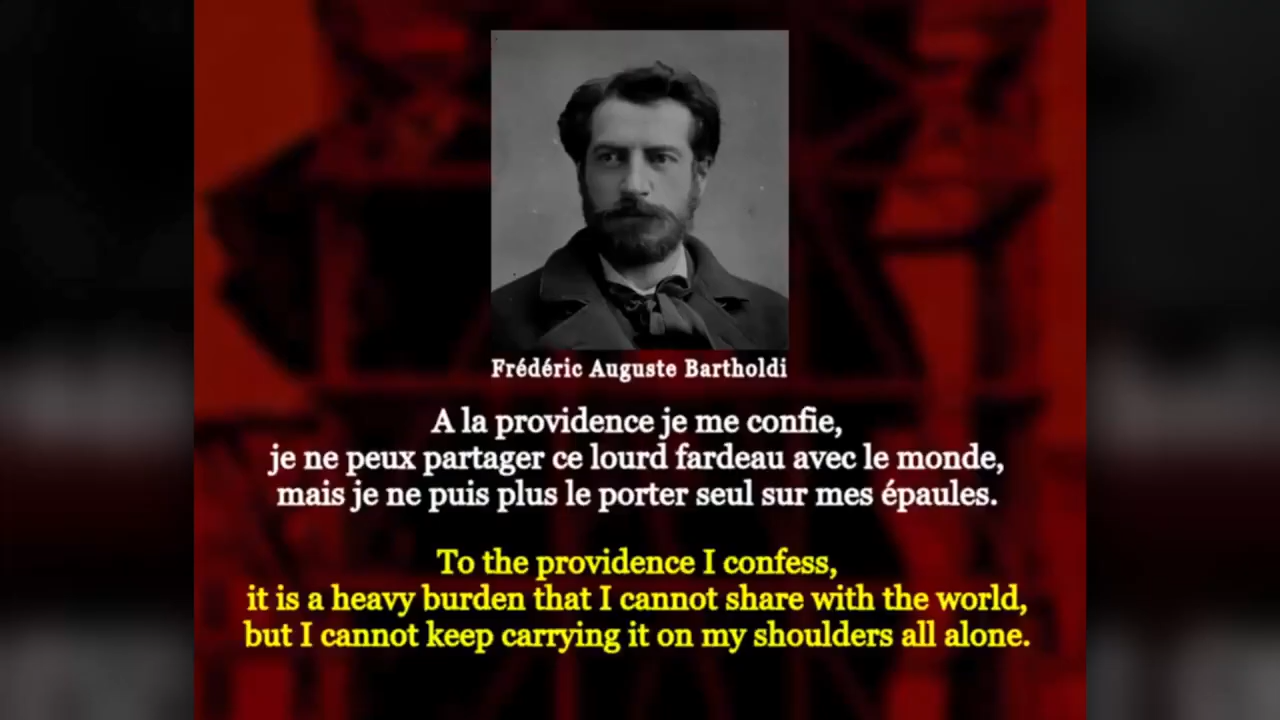 Frédéric Auguste Bartholdi
A la providence je me confie,
je ne peux partager ce lourd fardeau avec le monde,
mais je ne puis plus le porter seul sur mes épaules.
To the providence I confess,
it is a heavy burden that I cannot share with the world,
but I cannot keep carrying it on my shoulders all alone.